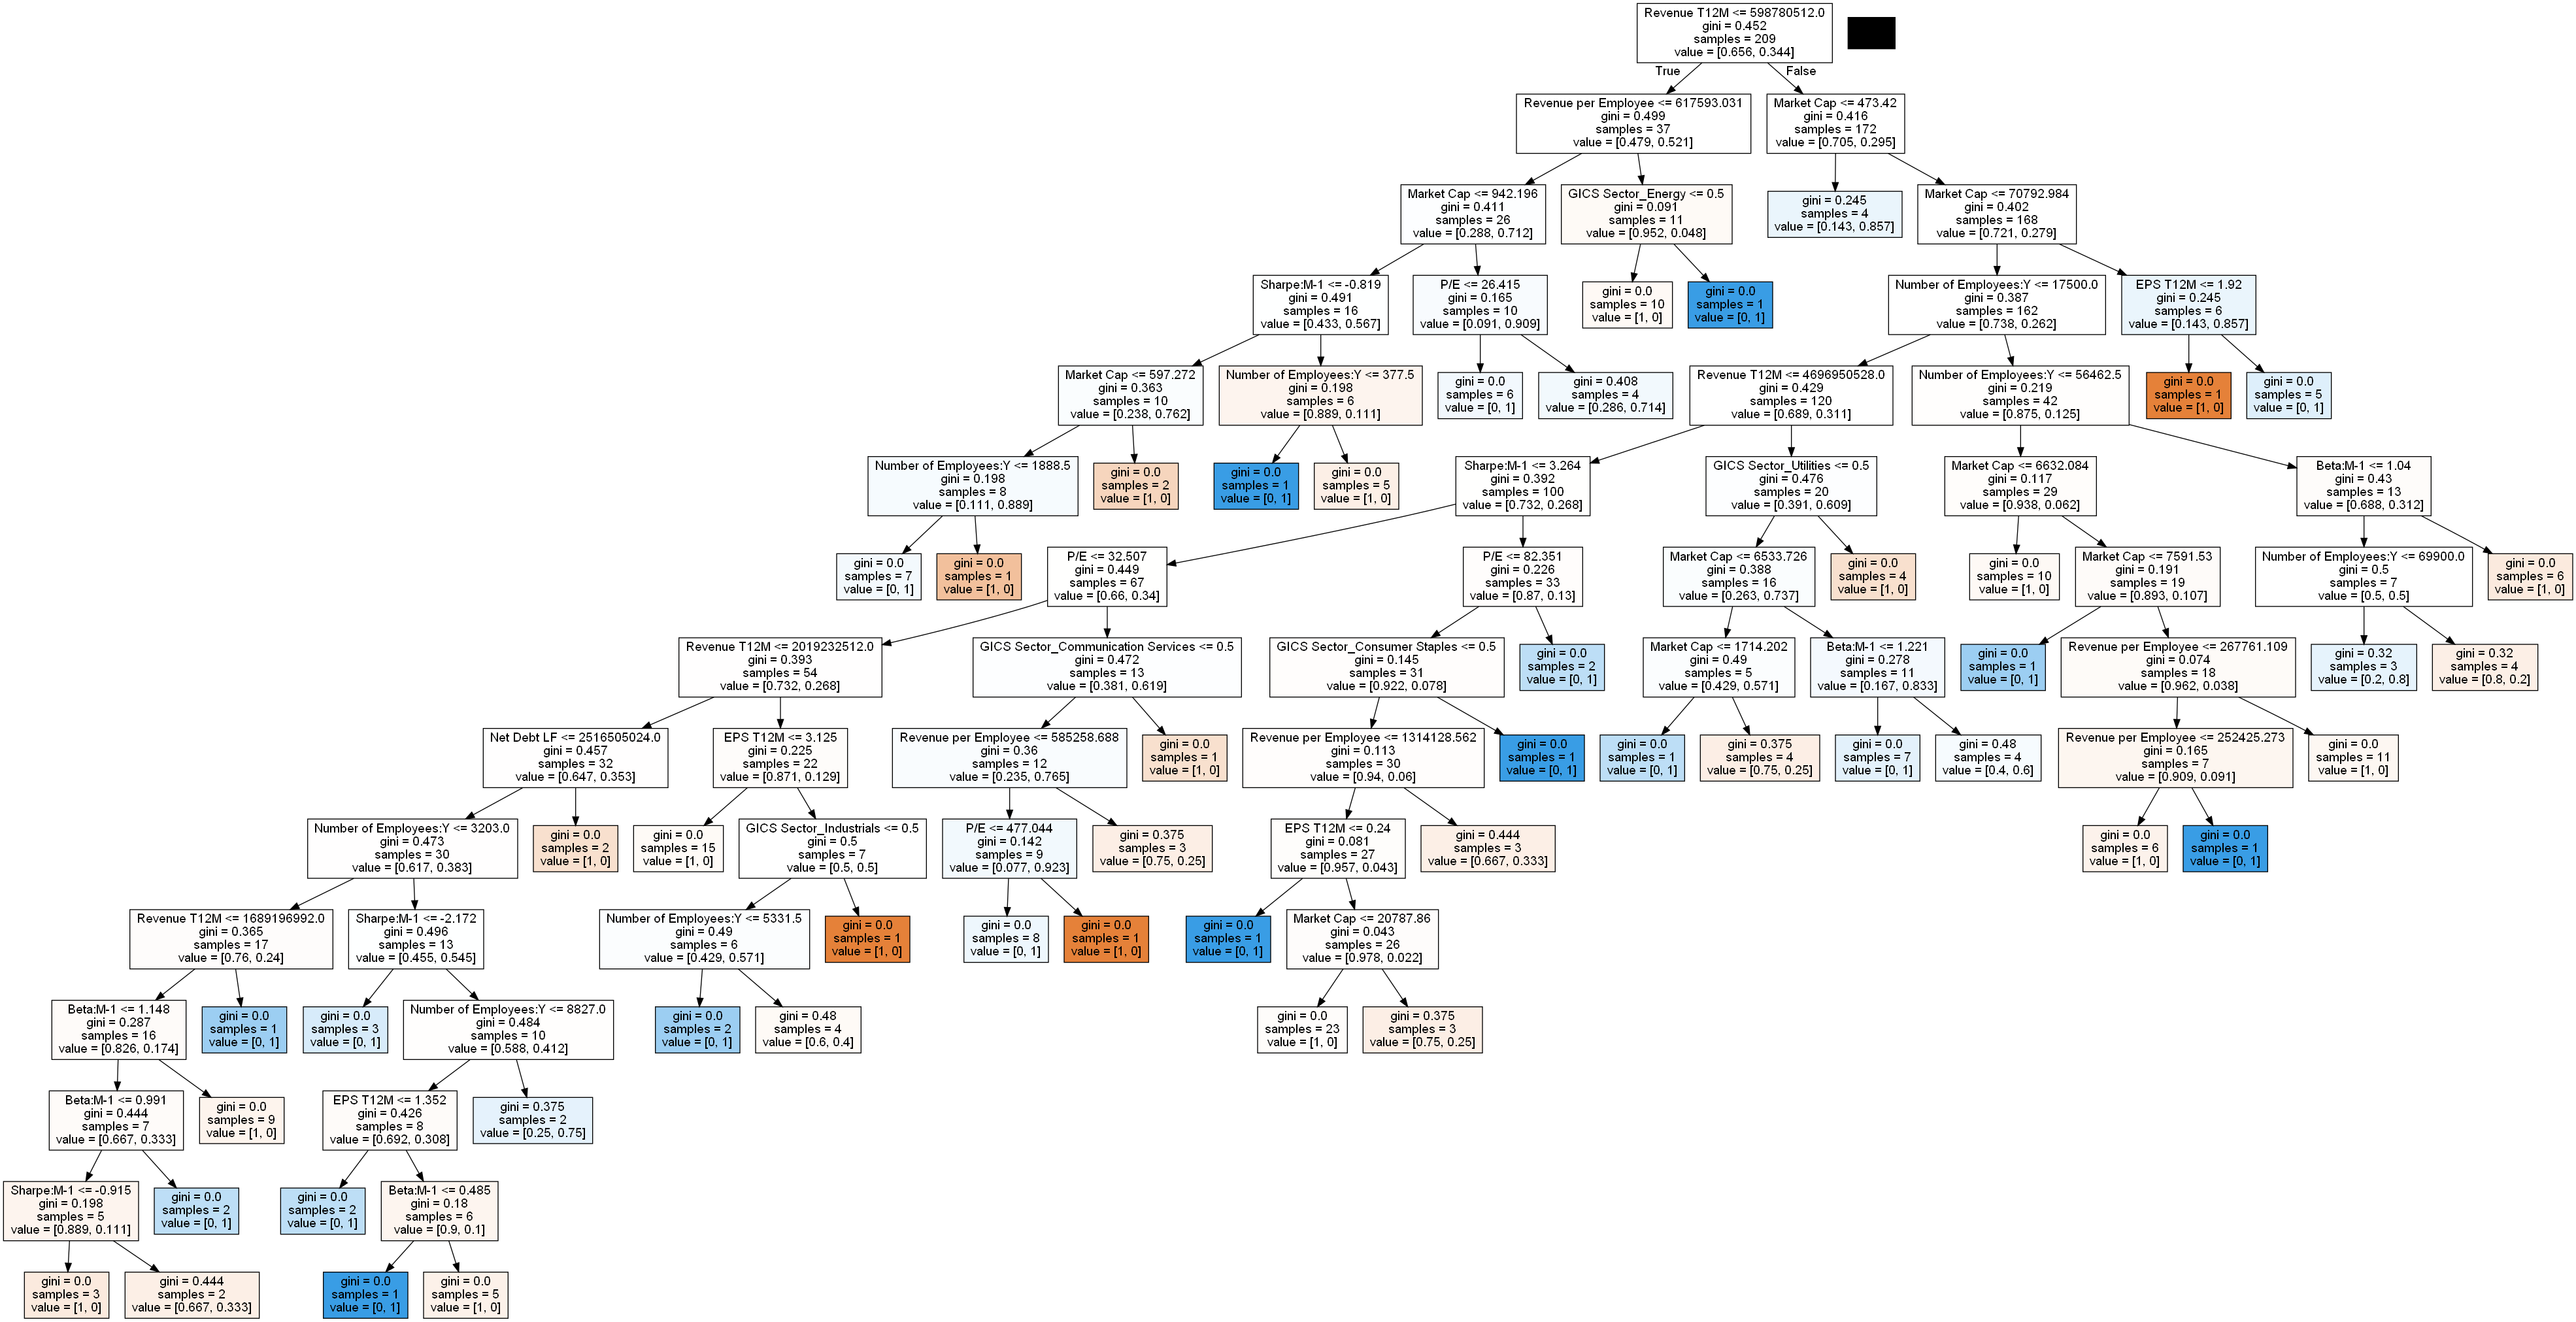 Revenue T12M <= 598780512.0
gini = 0.452
samples = 209
value = [0.656, 0.344]
True
False
Revenue per Employee <= 617593.031
gini = 0.499
samples = 37
value = [0.479, 0.521]
Market Cap <= 473.42
gini = 0.416
samples = 172
value = [0.705, 0.295]
Market Cap <= 942.196
gini = 0.411
samples = 26
value = [0.288, 0.712]
GICS Sector_Energy <= 0.5
gini = 0.091
samples = 11
value = [0.952, 0.048]
gini = 0.245
samples = 4
value = [0.143, 0.857]
Market Cap <= 70792.984
gini = 0.402
samples = 168
value = [0.721, 0.279]
Sharpe:M-1 <= -0.819
gini = 0.491
samples = 16
value = [0.433, 0.567]
P/E <= 26.415
gini = 0.165
samples = 10
value = [0.091, 0.909]
gini = 0.0
samples = 10
value = [1, 0]
gini = 0.0
samples = 1
value = [0, 1]
Number of Employees:Y <= 17500.0
gini = 0.387
samples = 162
value = [0.738, 0.262]
EPS T12M <= 1.92
gini = 0.245
samples = 6
value = [0.143, 0.857]
Market Cap <= 597.272
gini = 0.363
samples = 10
value = [0.238, 0.762]
Number of Employees:Y <= 377.5
gini = 0.198
samples = 6
value = [0.889, 0.111]
gini = 0.0
samples = 6
value = [0, 1]
gini = 0.408
samples = 4
value = [0.286, 0.714]
Revenue T12M <= 4696950528.0
gini = 0.429
samples = 120
value = [0.689, 0.311]
Number of Employees:Y <= 56462.5
gini = 0.219
samples = 42
value = [0.875, 0.125]
gini = 0.0
samples = 1
value = [1, 0]
gini = 0.0
samples = 5
value = [0, 1]
Number of Employees:Y <= 1888.5
gini = 0.198
samples = 8
value = [0.111, 0.889]
gini = 0.0
samples = 2
value = [1, 0]
gini = 0.0
samples = 1
value = [0, 1]
gini = 0.0
samples = 5
value = [1, 0]
Sharpe:M-1 <= 3.264
gini = 0.392
samples = 100
value = [0.732, 0.268]
GICS Sector_Utilities <= 0.5
gini = 0.476
samples = 20
value = [0.391, 0.609]
Market Cap <= 6632.084
gini = 0.117
samples = 29
value = [0.938, 0.062]
Beta:M-1 <= 1.04
gini = 0.43
samples = 13
value = [0.688, 0.312]
gini = 0.0
samples = 7
value = [0, 1]
gini = 0.0
samples = 1
value = [1, 0]
P/E <= 32.507
gini = 0.449
samples = 67
value = [0.66, 0.34]
P/E <= 82.351
gini = 0.226
samples = 33
value = [0.87, 0.13]
Market Cap <= 6533.726
gini = 0.388
samples = 16
value = [0.263, 0.737]
gini = 0.0
samples = 4
value = [1, 0]
gini = 0.0
samples = 10
value = [1, 0]
Market Cap <= 7591.53
gini = 0.191
samples = 19
value = [0.893, 0.107]
Number of Employees:Y <= 69900.0
gini = 0.5
samples = 7
value = [0.5, 0.5]
gini = 0.0
samples = 6
value = [1, 0]
Revenue T12M <= 2019232512.0
gini = 0.393
samples = 54
value = [0.732, 0.268]
GICS Sector_Communication Services <= 0.5
gini = 0.472
samples = 13
value = [0.381, 0.619]
GICS Sector_Consumer Staples <= 0.5
gini = 0.145
samples = 31
value = [0.922, 0.078]
gini = 0.0
samples = 2
value = [0, 1]
Market Cap <= 1714.202
gini = 0.49
samples = 5
value = [0.429, 0.571]
Beta:M-1 <= 1.221
gini = 0.278
samples = 11
value = [0.167, 0.833]
gini = 0.0
samples = 1
value = [0, 1]
Revenue per Employee <= 267761.109
gini = 0.074
samples = 18
value = [0.962, 0.038]
gini = 0.32
samples = 3
value = [0.2, 0.8]
gini = 0.32
samples = 4
value = [0.8, 0.2]
Net Debt LF <= 2516505024.0
gini = 0.457
samples = 32
value = [0.647, 0.353]
EPS T12M <= 3.125
gini = 0.225
samples = 22
value = [0.871, 0.129]
Revenue per Employee <= 585258.688
gini = 0.36
samples = 12
value = [0.235, 0.765]
gini = 0.0
samples = 1
value = [1, 0]
Revenue per Employee <= 1314128.562
gini = 0.113
samples = 30
value = [0.94, 0.06]
gini = 0.0
samples = 1
value = [0, 1]
gini = 0.0
samples = 1
value = [0, 1]
gini = 0.375
samples = 4
value = [0.75, 0.25]
gini = 0.0
samples = 7
value = [0, 1]
gini = 0.48
samples = 4
value = [0.4, 0.6]
Revenue per Employee <= 252425.273
gini = 0.165
samples = 7
value = [0.909, 0.091]
gini = 0.0
samples = 11
value = [1, 0]
Number of Employees:Y <= 3203.0
gini = 0.473
samples = 30
value = [0.617, 0.383]
gini = 0.0
samples = 2
value = [1, 0]
gini = 0.0
samples = 15
value = [1, 0]
GICS Sector_Industrials <= 0.5
gini = 0.5
samples = 7
value = [0.5, 0.5]
P/E <= 477.044
gini = 0.142
samples = 9
value = [0.077, 0.923]
gini = 0.375
samples = 3
value = [0.75, 0.25]
EPS T12M <= 0.24
gini = 0.081
samples = 27
value = [0.957, 0.043]
gini = 0.444
samples = 3
value = [0.667, 0.333]
gini = 0.0
samples = 6
value = [1, 0]
gini = 0.0
samples = 1
value = [0, 1]
Revenue T12M <= 1689196992.0
gini = 0.365
samples = 17
value = [0.76, 0.24]
Sharpe:M-1 <= -2.172
gini = 0.496
samples = 13
value = [0.455, 0.545]
Number of Employees:Y <= 5331.5
gini = 0.49
samples = 6
value = [0.429, 0.571]
gini = 0.0
samples = 1
value = [1, 0]
gini = 0.0
samples = 8
value = [0, 1]
gini = 0.0
samples = 1
value = [1, 0]
gini = 0.0
samples = 1
value = [0, 1]
Market Cap <= 20787.86
gini = 0.043
samples = 26
value = [0.978, 0.022]
Beta:M-1 <= 1.148
gini = 0.287
samples = 16
value = [0.826, 0.174]
gini = 0.0
samples = 1
value = [0, 1]
gini = 0.0
samples = 3
value = [0, 1]
Number of Employees:Y <= 8827.0
gini = 0.484
samples = 10
value = [0.588, 0.412]
gini = 0.0
samples = 2
value = [0, 1]
gini = 0.48
samples = 4
value = [0.6, 0.4]
gini = 0.0
samples = 23
value = [1, 0]
gini = 0.375
samples = 3
value = [0.75, 0.25]
Beta:M-1 <= 0.991
gini = 0.444
samples = 7
value = [0.667, 0.333]
gini = 0.0
samples = 9
value = [1, 0]
EPS T12M <= 1.352
gini = 0.426
samples = 8
value = [0.692, 0.308]
gini = 0.375
samples = 2
value = [0.25, 0.75]
Sharpe:M-1 <= -0.915
gini = 0.198
samples = 5
value = [0.889, 0.111]
gini = 0.0
samples = 2
value = [0, 1]
gini = 0.0
samples = 2
value = [0, 1]
Beta:M-1 <= 0.485
gini = 0.18
samples = 6
value = [0.9, 0.1]
gini = 0.0
samples = 3
value = [1, 0]
gini = 0.444
samples = 2
value = [0.667, 0.333]
gini = 0.0
samples = 1
value = [0, 1]
gini = 0.0
samples = 5
value = [1, 0]